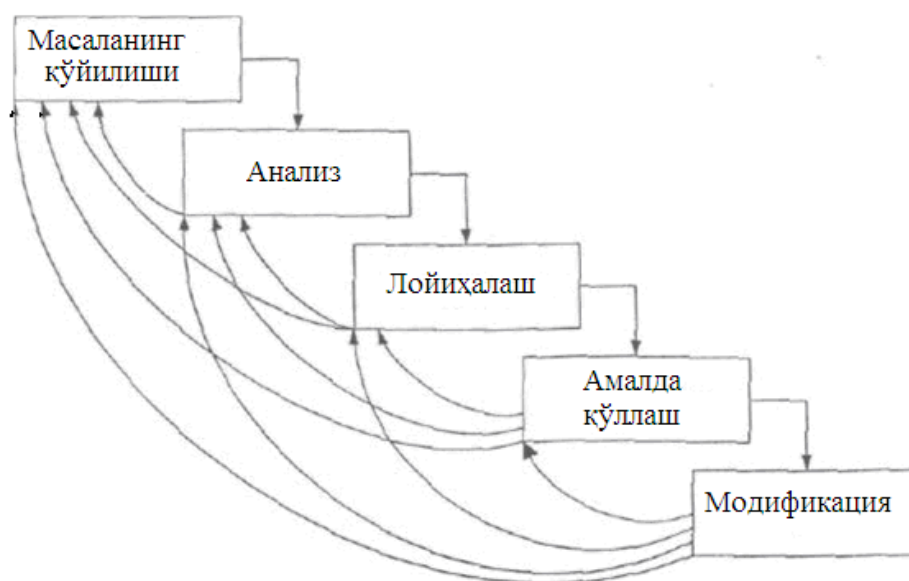 Масаланинг
қўйилиши
Анализ
Лойиҳалаш
Амалда
қўллаш
Модификация